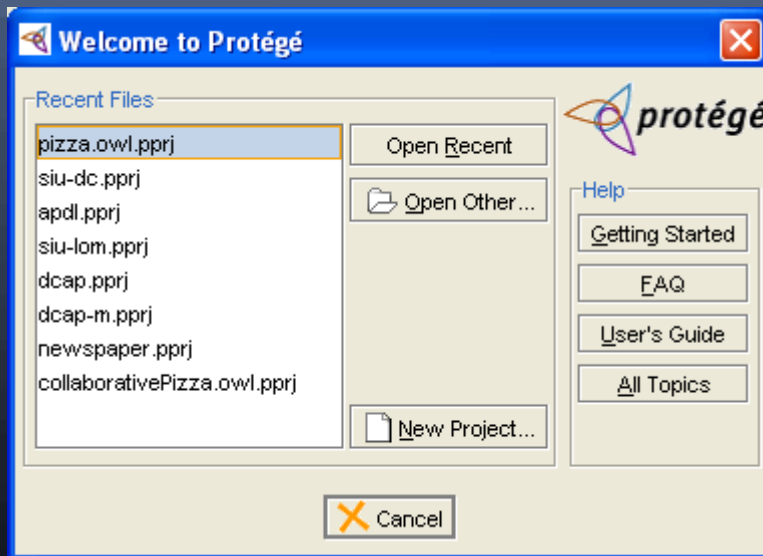 Welcome to Protégé
Recent Files
pizza.owl.pprj
siu-dc.pprj
apdl.pprj
siu-lom.pprj
dcap.pprj
dcap-m.pprj
newspaper.pprj
collaborativePizza.owl.pprj
Open Recent
Open Other...
New Project...
protégé
Help
Getting Started
FAQ
User's Guide
All Topics
Cancel